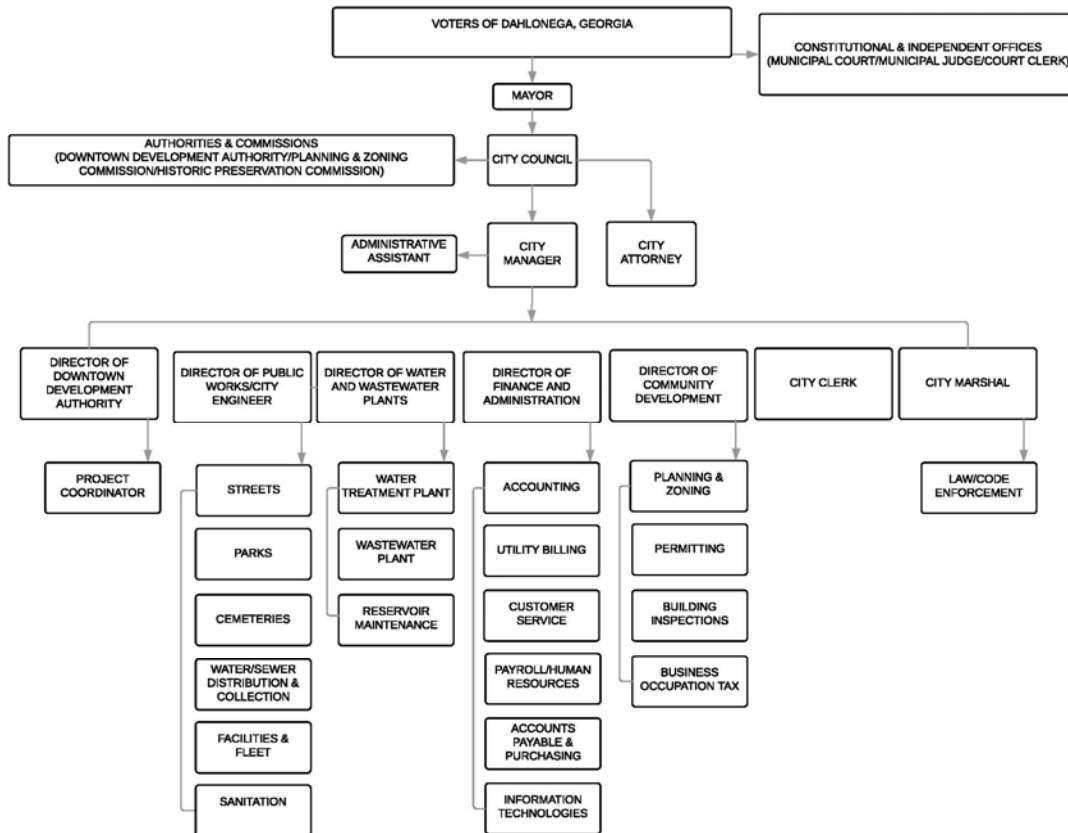 VOTERS OF DAHLONEGA, GEORGIA
CONSTITUTIONAL & INDEPENDENT OFFICES
(MUNICIPAL COURT/MUNICIPAL JUDGE/COURT CLERK)
MAYOR
AUTHORITIES & COMMISSIONS
(DOWNTOWN DEVELOPMENT AUTHORITY/PLANNING & ZONING
COMMISSION/HISTORIC PRESERVATION COMMISSION)
CITY COUNCIL
ADMINISTRATIVE
ASSISTANT
CITY
MANAGER
CITY
ATTORNEY
DIRECTOR OF
DOWNTOWN
DEVELOPMENT
AUTHORITY
DIRECTOR OF PUBLIC
WORKS/CITY
ENGINEER
DIRECTOR OF WATER
AND WASTEWATER
PLANTS
DIRECTOR OF
FINANCE AND
ADMINISTRATION
DIRECTOR OF
COMMUNITY
DEVELOPMENT
CITY CLERK
CITY MARSHAL
PROJECT
COORDINATOR
STREETS
PARKS
CEMETERIES
WATER/SEWER
DISTRIBUTION &
COLLECTION
FACILITIES &
FLEET
SANITATION
WATER
TREATMENT PLANT
WASTEWATER
PLANT
RESERVOIR
MAINTENANCE
ACCOUNTING
UTILITY BILLING
CUSTOMER
SERVICE
PAYROLL/HUMAN
RESOURCES
ACCOUNTS
PAYABLE &
PURCHASING
INFORMATION
TECHNOLOGIES
PLANNING &
ZONING
PERMITTING
BUILDING
INSPECTIONS
BUSINESS
OCCUPATION TAX
LAW/CODE
ENFORCEMENT